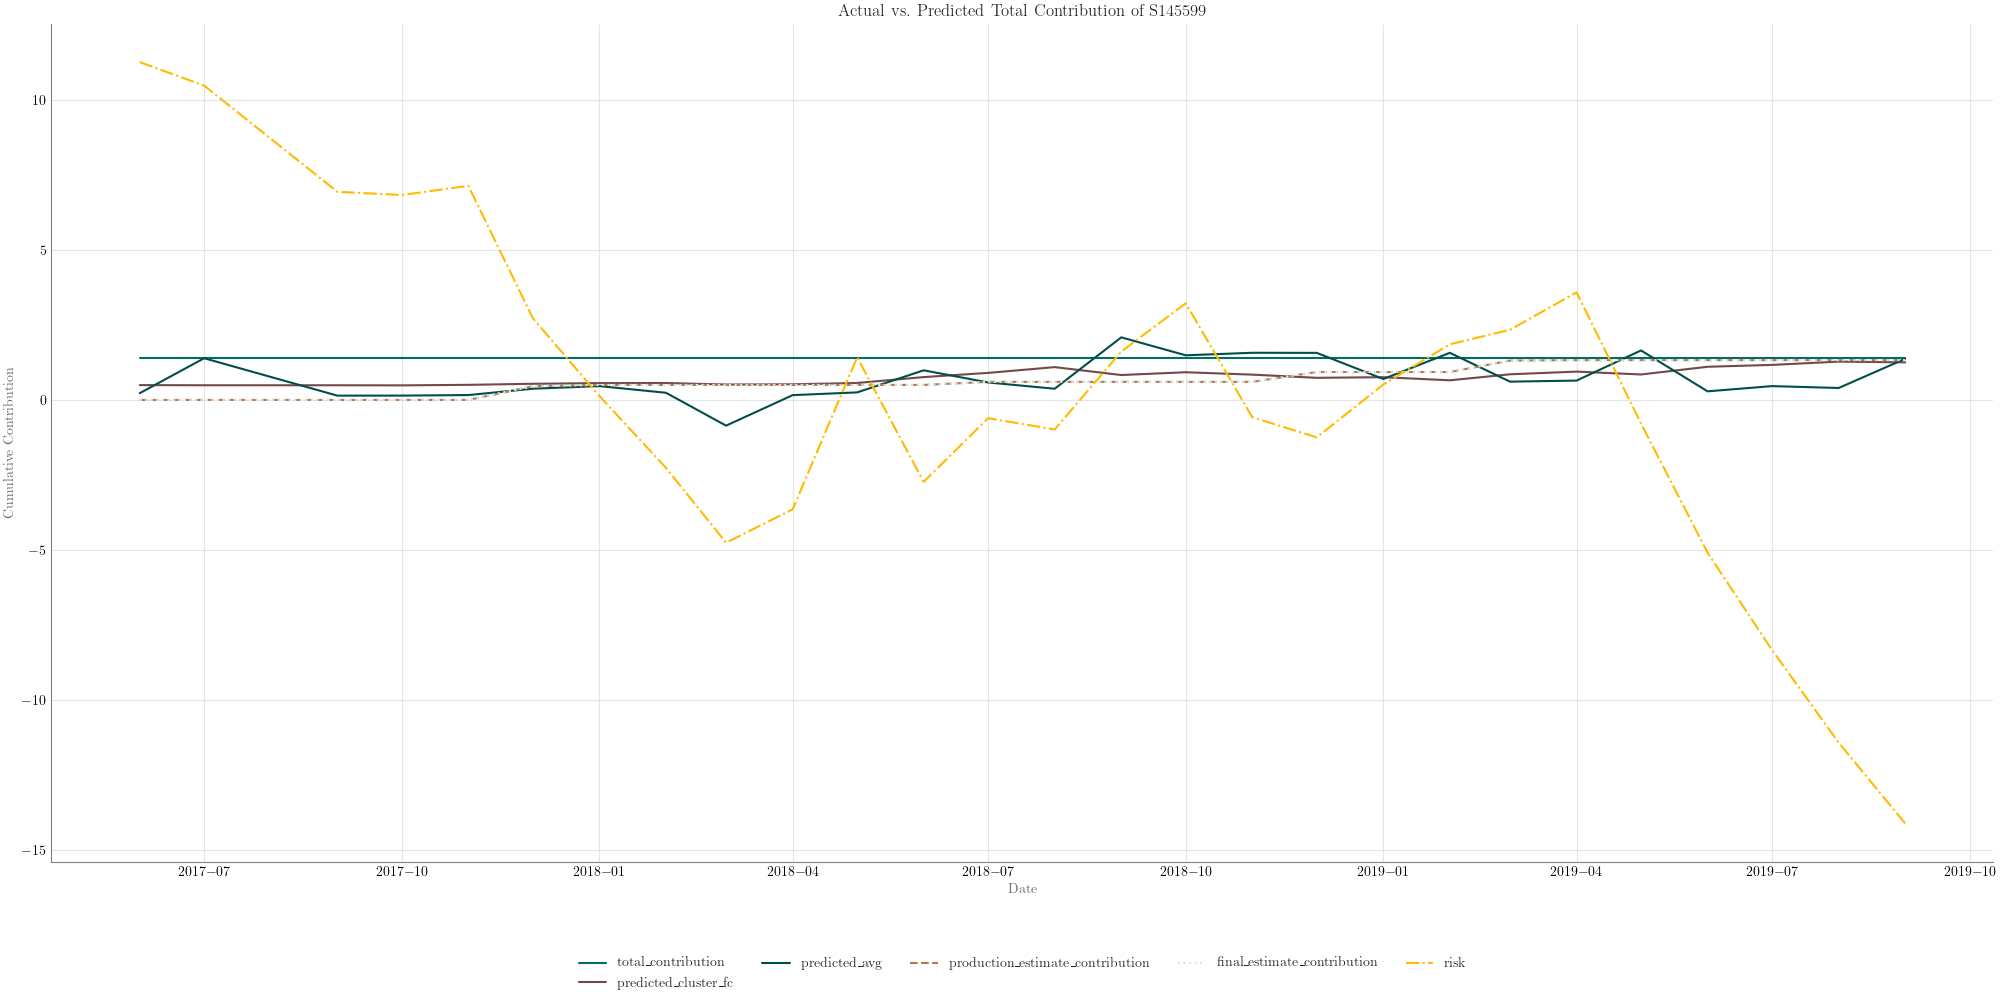 Actual vs. Predicted Total Contribution of S145599
Cumulative Contribution
10
5
0
−5
−10
−15
2017−07 2017−10 2018−01 2018−04 2018−07 2018−10 2019−01 2019−04 2019−07 2019−10
Date
total_contribution predicted_avg production_estimate_contribution final_estimate_contribution risk
predicted_cluster_fc